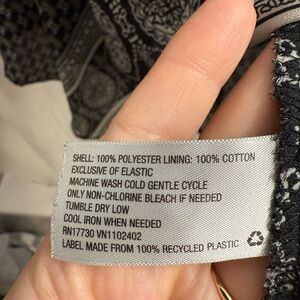 SHELL: 100% POLYESTER LINING: 100% COTTON
EXCLUSIVE OF ELASTIC
MACHINE WASH COLD GENTLE CYCLE
ONLY NON-CHLORINE BLEACH IF NEEDED
TUMBLE DRY LOW
COOL IRON WHEN NEEDED
RN17730 VN1102402
LABEL MADE FROM 100% RECYCLED PLASTIC